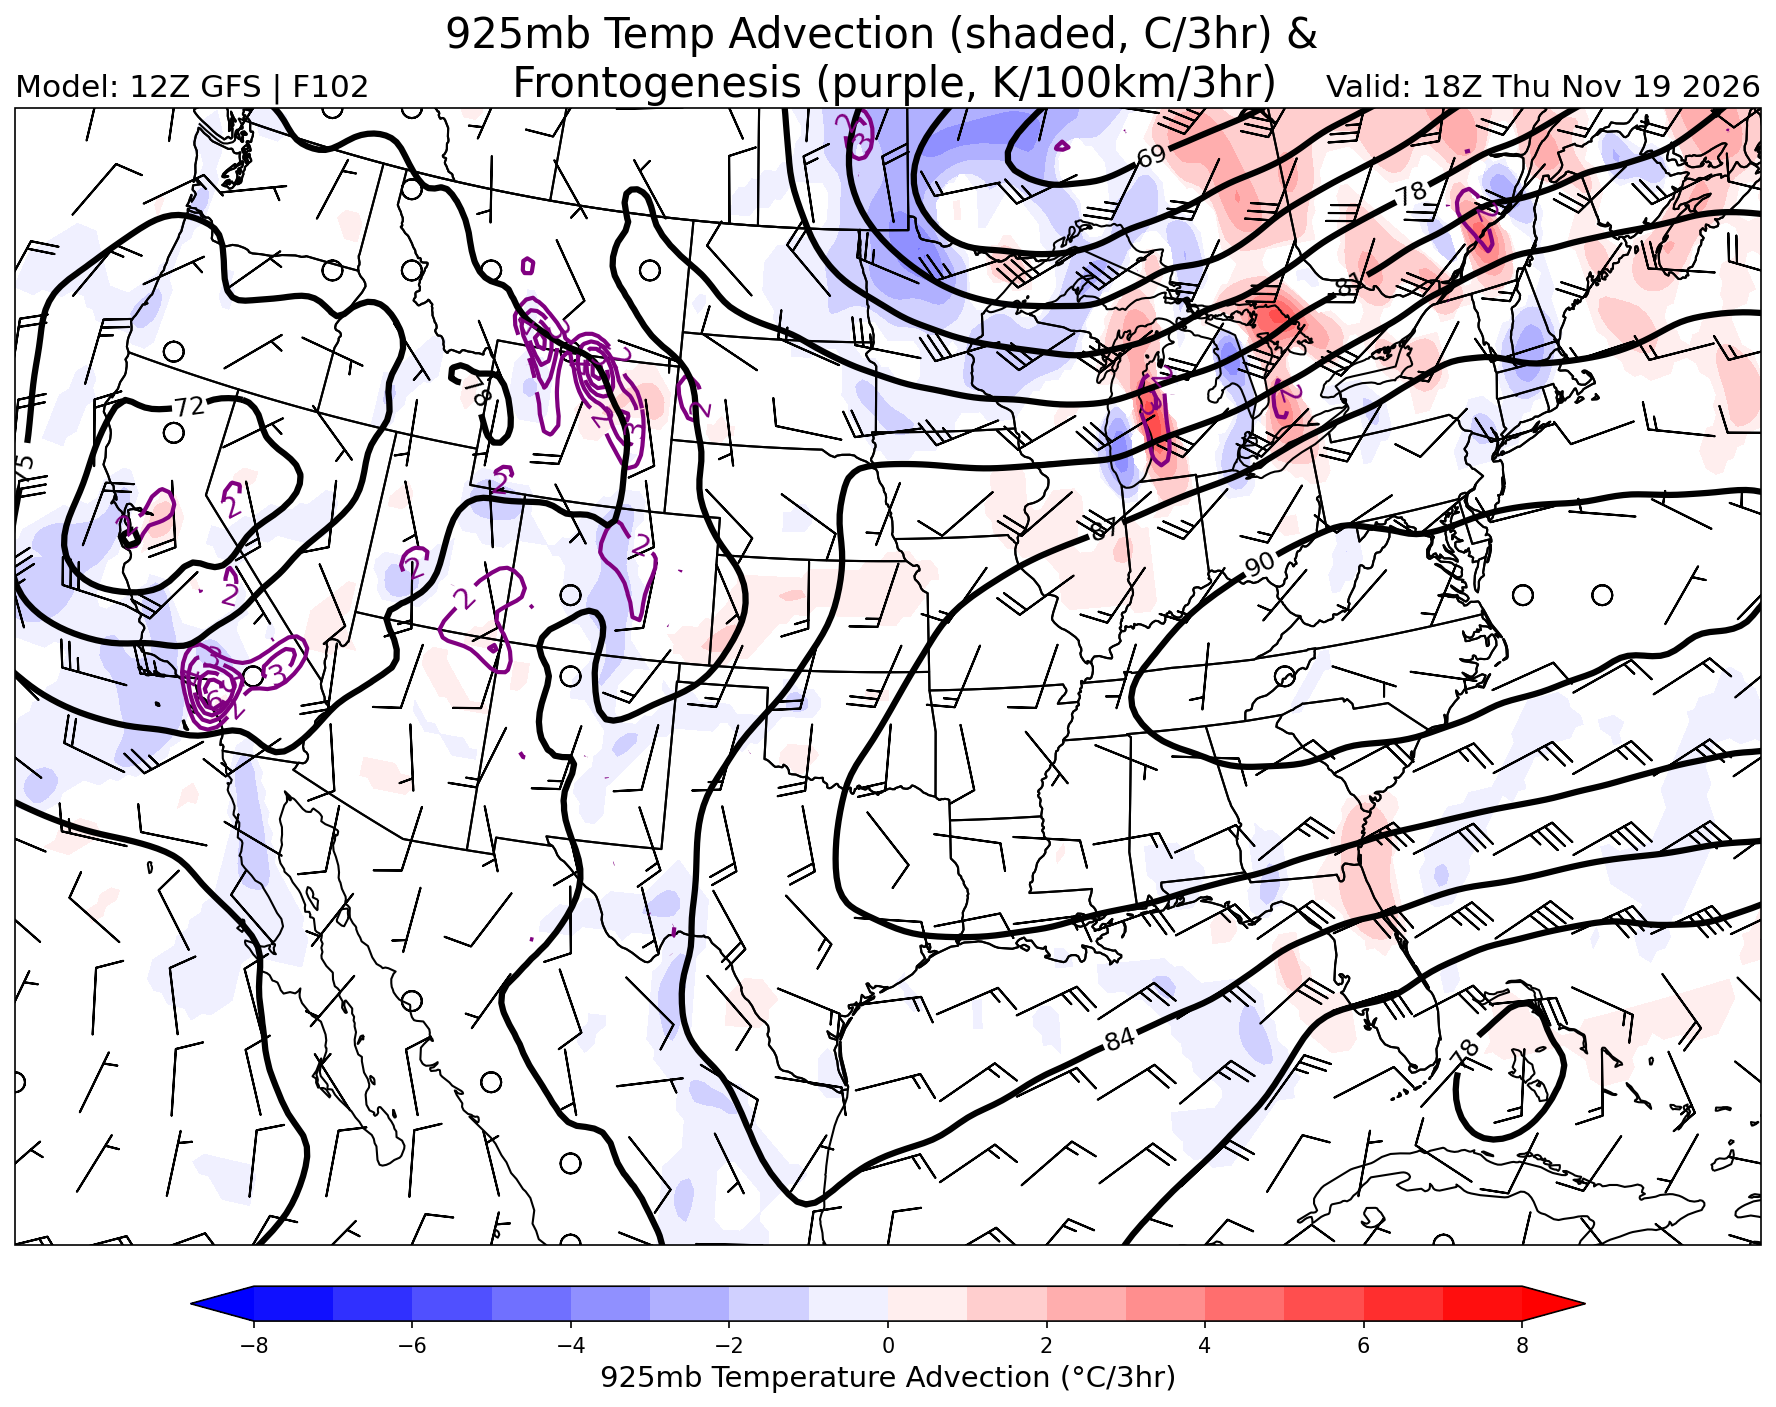 925mb Temp Advection (shaded, C/3hr) &
Model: 12Z GFS | F102
Frontogenesis (purple, K/100km/3hr)
Valid: 18Z Thu Nov 19 2026
69
78
81
72
87
90
84
78
2
3
−8 −6 −4 −2 0 2 4 6 8
925mb Temperature Advection (°C/3hr)